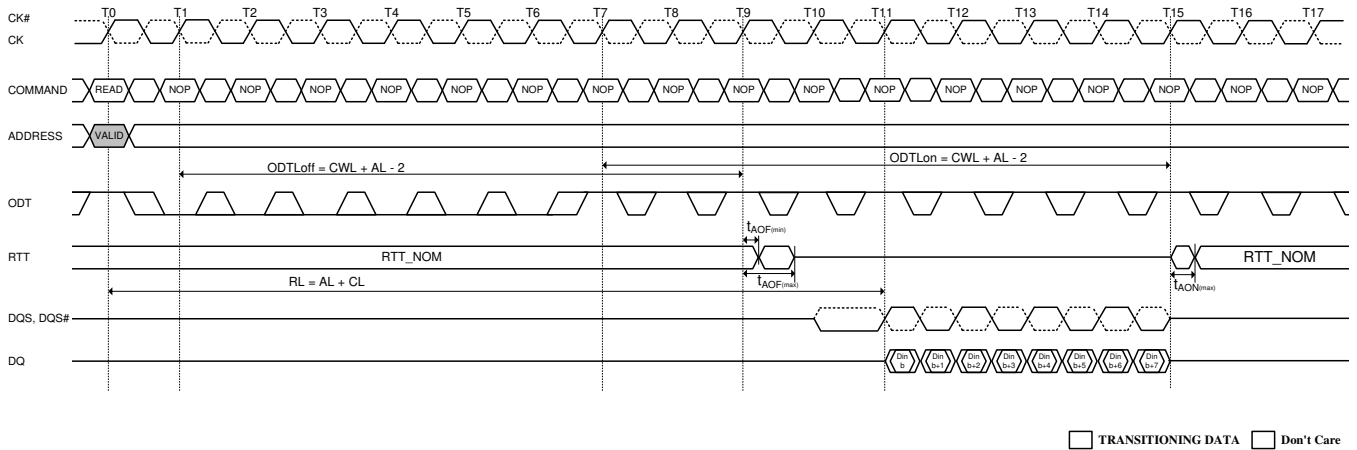 CK#
CK
T0 T1 T2 T3 T4 T5 T6 T7 T8 T9 T10 T11 T12 T13 T14 T15 T16 T17
COMMAND READ NOP NOP NOP NOP NOP NOP NOP NOP NOP NOP NOP NOP NOP NOP NOP NOP NOP
ADDRESS VALID
ODTLoff = CWL + AL - 2
ODTLon = CWL + AL - 2
ODT
tAOF(min)
RTT RTT_NOM RTT_NOM
RL = AL + CL
tAOF(max)
tAON(max)
DQS, DQS#
DQ Din b Din b+1 Din b+2 Din b+3 Din b+4 Din b+5 Din b+6 Din b+7
TRANSITIONING DATA Don't Care